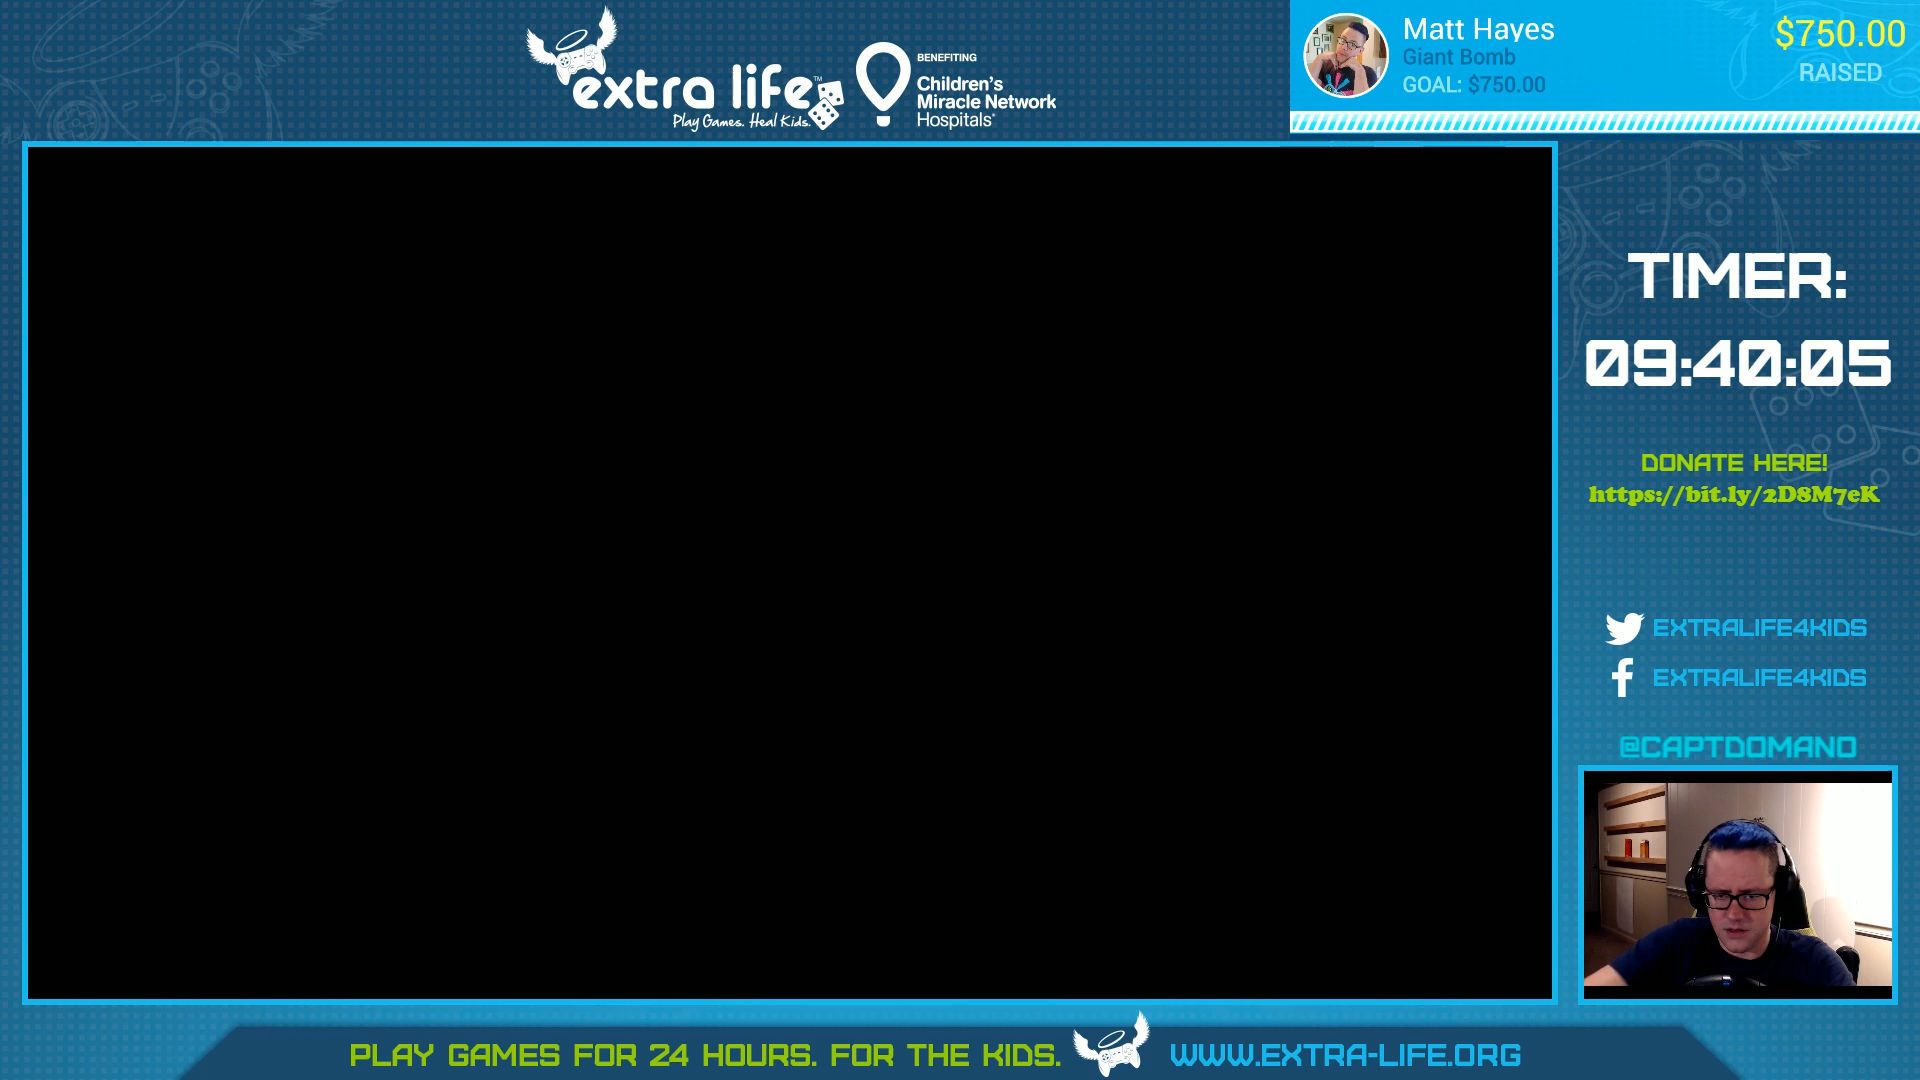 extra life™
Play Games. Heal Kids.
BENEFITING
Children's
Miracle Network
Hospitals
Matt Hayes
Giant Bomb
GOAL: $750.00
$750.00
RAISED
TIMER:
09:40:05
DONATE HERE!
https://bit.ly/2D8M7eK
EXTRALIFE4KIDS
EXTRALIFE4KIDS
@CAPTDOMANO
PLAY GAMES FOR 24 HOURS. FOR THE KIDS.
WWW.EXTRA-LIFE.ORG